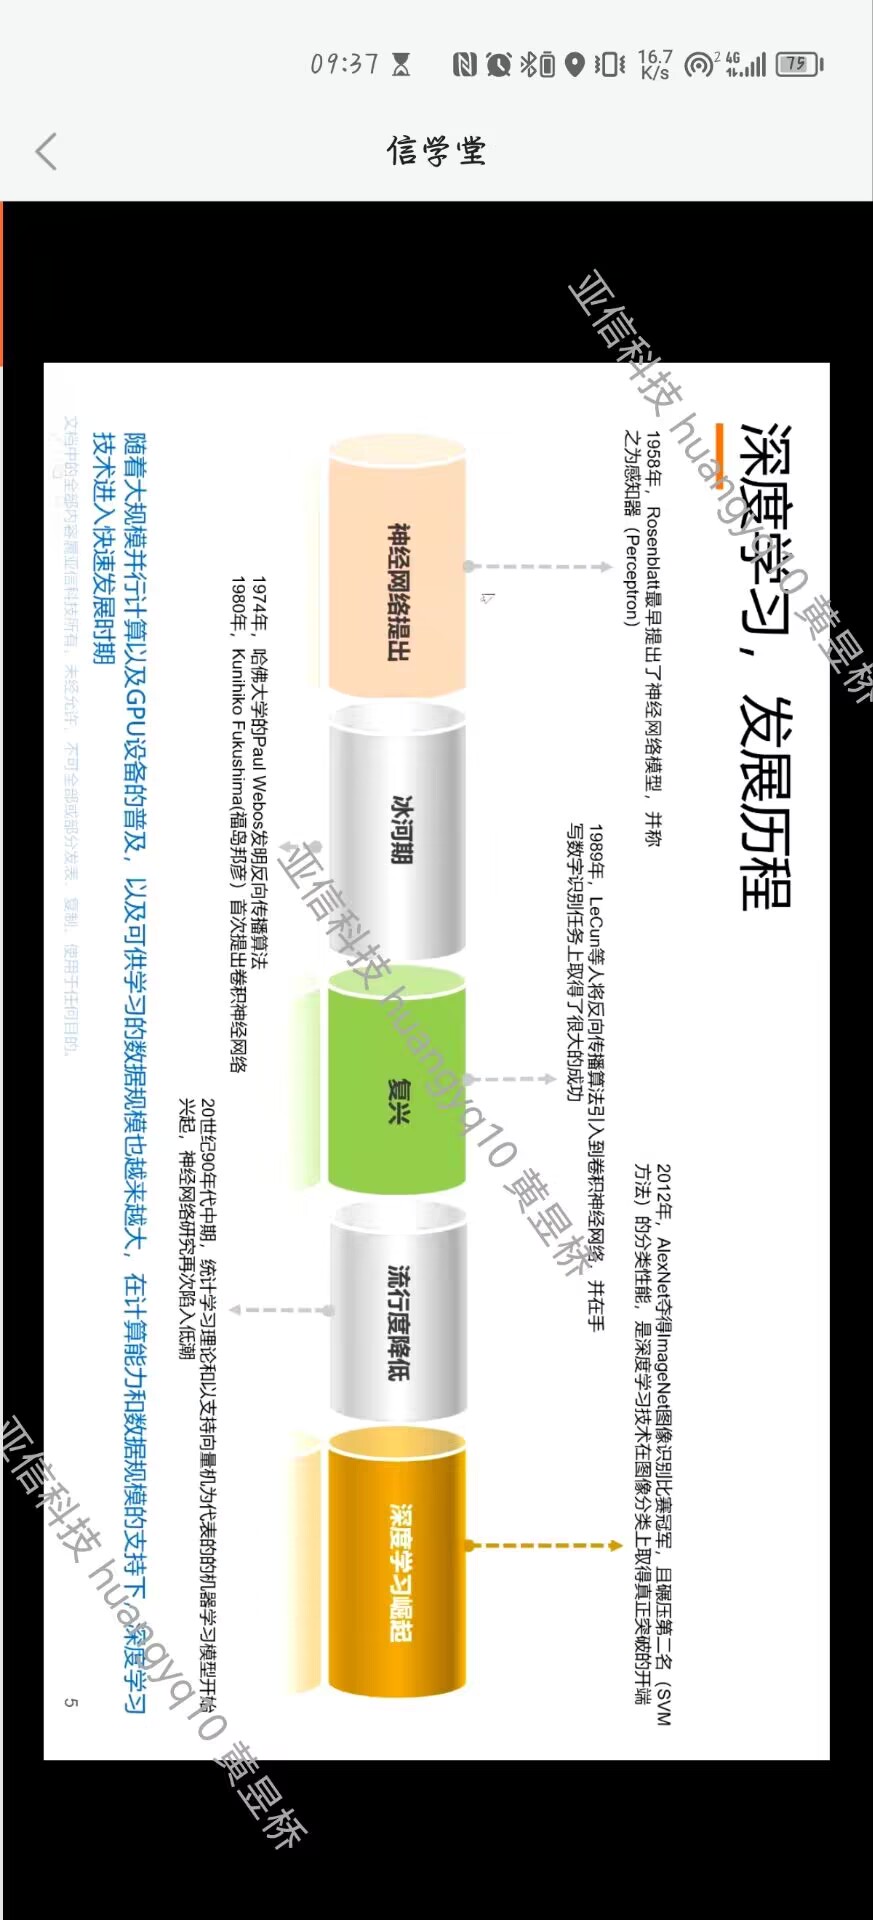 09:37
16.7
K/s
2
4G
75
信学堂
深度学习，发展历程
1958年，Rosenblatt最早提出了神经网络模型，并称
之为感知器（Perceptron）
2012年，AlexNet夺得ImageNet图像识别比赛冠军，且碾压第二名（SVM
方法）的分类性能，是深度学习技术在图像分类上取得真正突破的开端
1989年，LeCun等人将反向传播算法引入到卷积神经网络，并在手
写数字识别任务上取得了很大的成功
神经网络提出
冰河期
复兴
流行度降低
深度学习崛起
1974年，哈佛大学的Paul Webos发明反向传播算法
1980年，Kunihiko Fukushima(福岛邦彦）首次提出卷积神经网络
20世纪90年代中期，统计学习理论和以支持向量机为代表的的机器学习模型开始
兴起，神经网络研究再次陷入低潮
随着大规模并行计算以及GPU设备的普及，以及可供学习的数据规模也越来越大，在计算能力和数据规模的支持下，深度学习
技术进入快速发展时期
文档中的全部内容属亚信科技所有，未经允许，不可全部或部分发表、复制、使用于任何目的。
5
亚信科技 huangyq10 黄昱桥
亚信科技 huangyq10 黄昱桥
亚信科技 huangyq10 黄昱桥